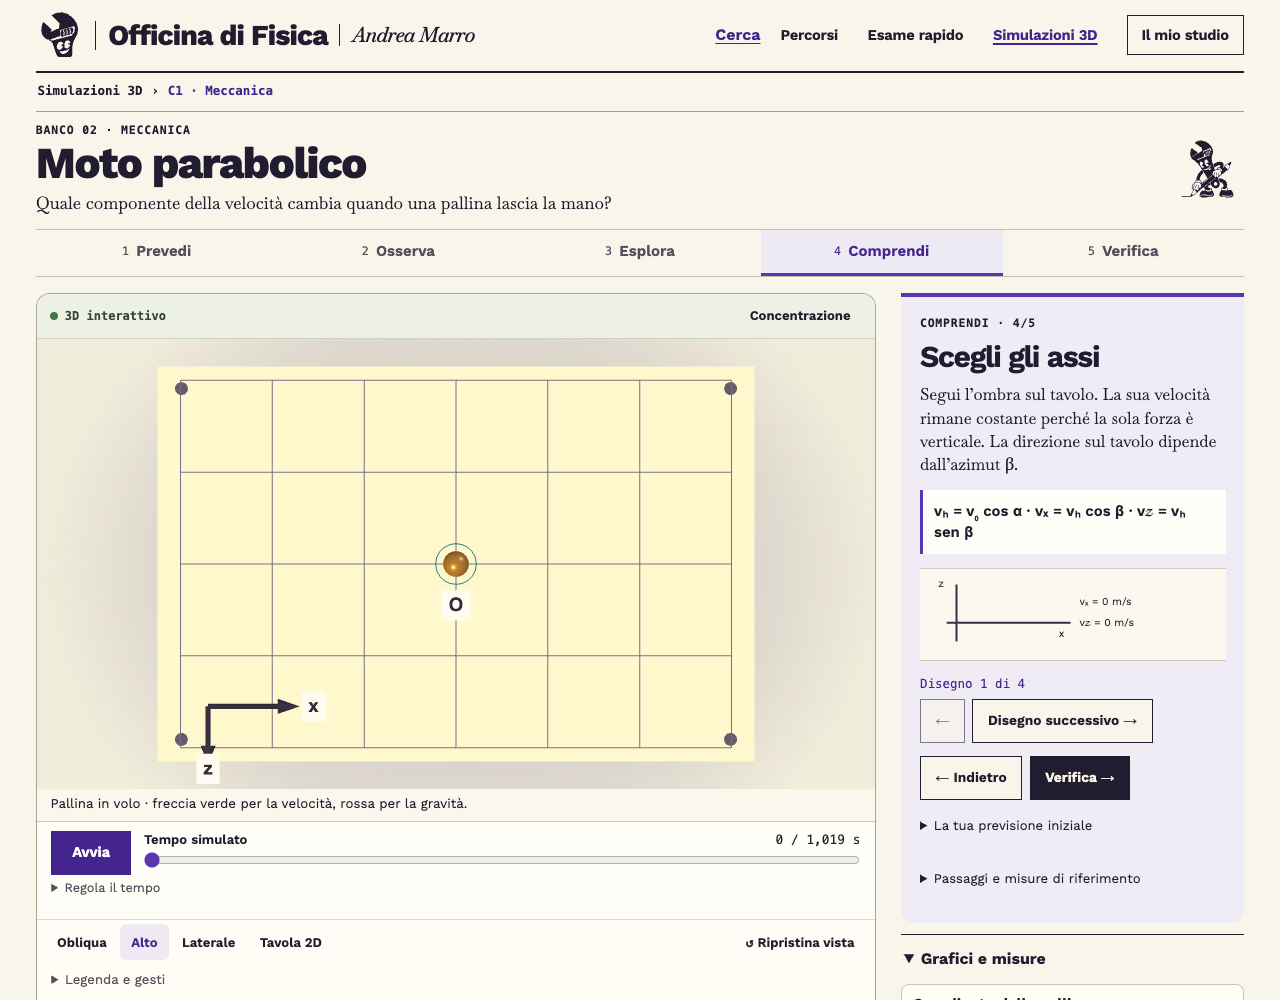 Officina di Fisica
Andrea Marro
Cerca
Percorsi
Esame rapido
Simulazioni 3D
Il mio studio
Simulazioni 3D › C1 · Meccanica
BANCO 02 · MECCANICA
Moto parabolico
Quale componente della velocità cambia quando una pallina lascia la mano?
1 Prevedi
2 Osserva
3 Esplora
4 Comprendi
5 Verifica
3D interattivo
Concentrazione
O
x
z
Pallina in volo · freccia verde per la velocità, rossa per la gravità.
Avvia
Tempo simulato
0 / 1,019 s
▶ Regola il tempo
Obliqua
Alto
Laterale
Tavola 2D
↺ Ripristina vista
▶ Legenda e gesti
COMPRENDI · 4/5
Scegli gli assi
Segui l’ombra sul tavolo. La sua velocità
rimane costante perché la sola forza è
verticale. La direzione sul tavolo dipende
dall’azimut β.
vₕ = v₀ cos α · vₓ = vₕ cos β · v𝓏 = vₕ
sen β
z
x
vₓ = 0 m/s
v𝓏 = 0 m/s
Disegno 1 di 4
←
Disegno successivo →
← Indietro
Verifica →
▶ La tua previsione iniziale
▶ Passaggi e misure di riferimento
▼ Grafici e misure